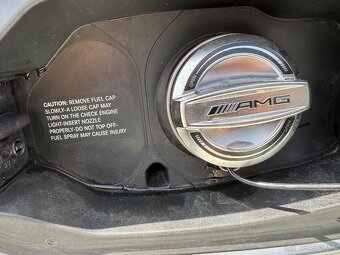 CAUTION: REMOVE FUEL CAP
SLOWLY-A LOOSE CAP MAY
TURN ON THE CHECK ENGINE
LIGHT-INSERT NOZZLE
PROPERLY-DO NOT TOP OFF-
FUEL SPRAY MAY CAUSE INJURY
AMG